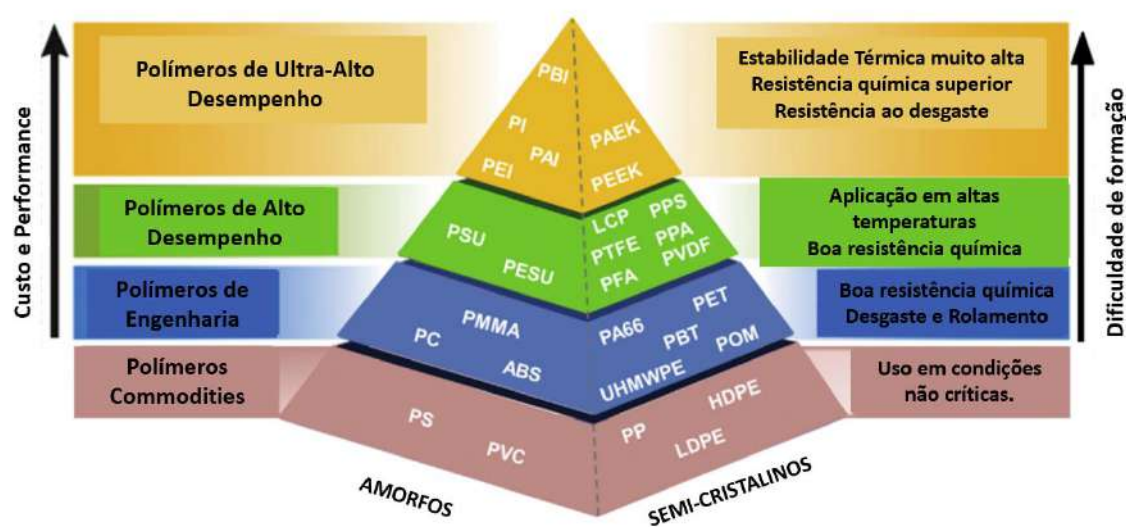 Custo e Performance
Polímeros de Ultra-Alto
Desempenho
PBI
PI
PAI
PEI
PAEK
PEEK
Estabilidade Térmica muito alta
Resistência química superior
Resistência ao desgaste
Dificuldade de formação
Polímeros de Alto
Desempenho
PSU
PESU
LCP
PPS
PTFE
PPA
PFA
PVDF
Aplicação em altas
temperaturas
Boa resistência química
Polímeros de
Engenharia
PMMA
PC
ABS
PA66
PET
PBT
POM
UHMWPE
Boa resistência química
Desgaste e Rolamento
Polímeros
Commodities
PS
PVC
PP
HDPE
LDPE
Uso em condições
não críticas.
AMORFOS
SEMI-CRISTALINOS